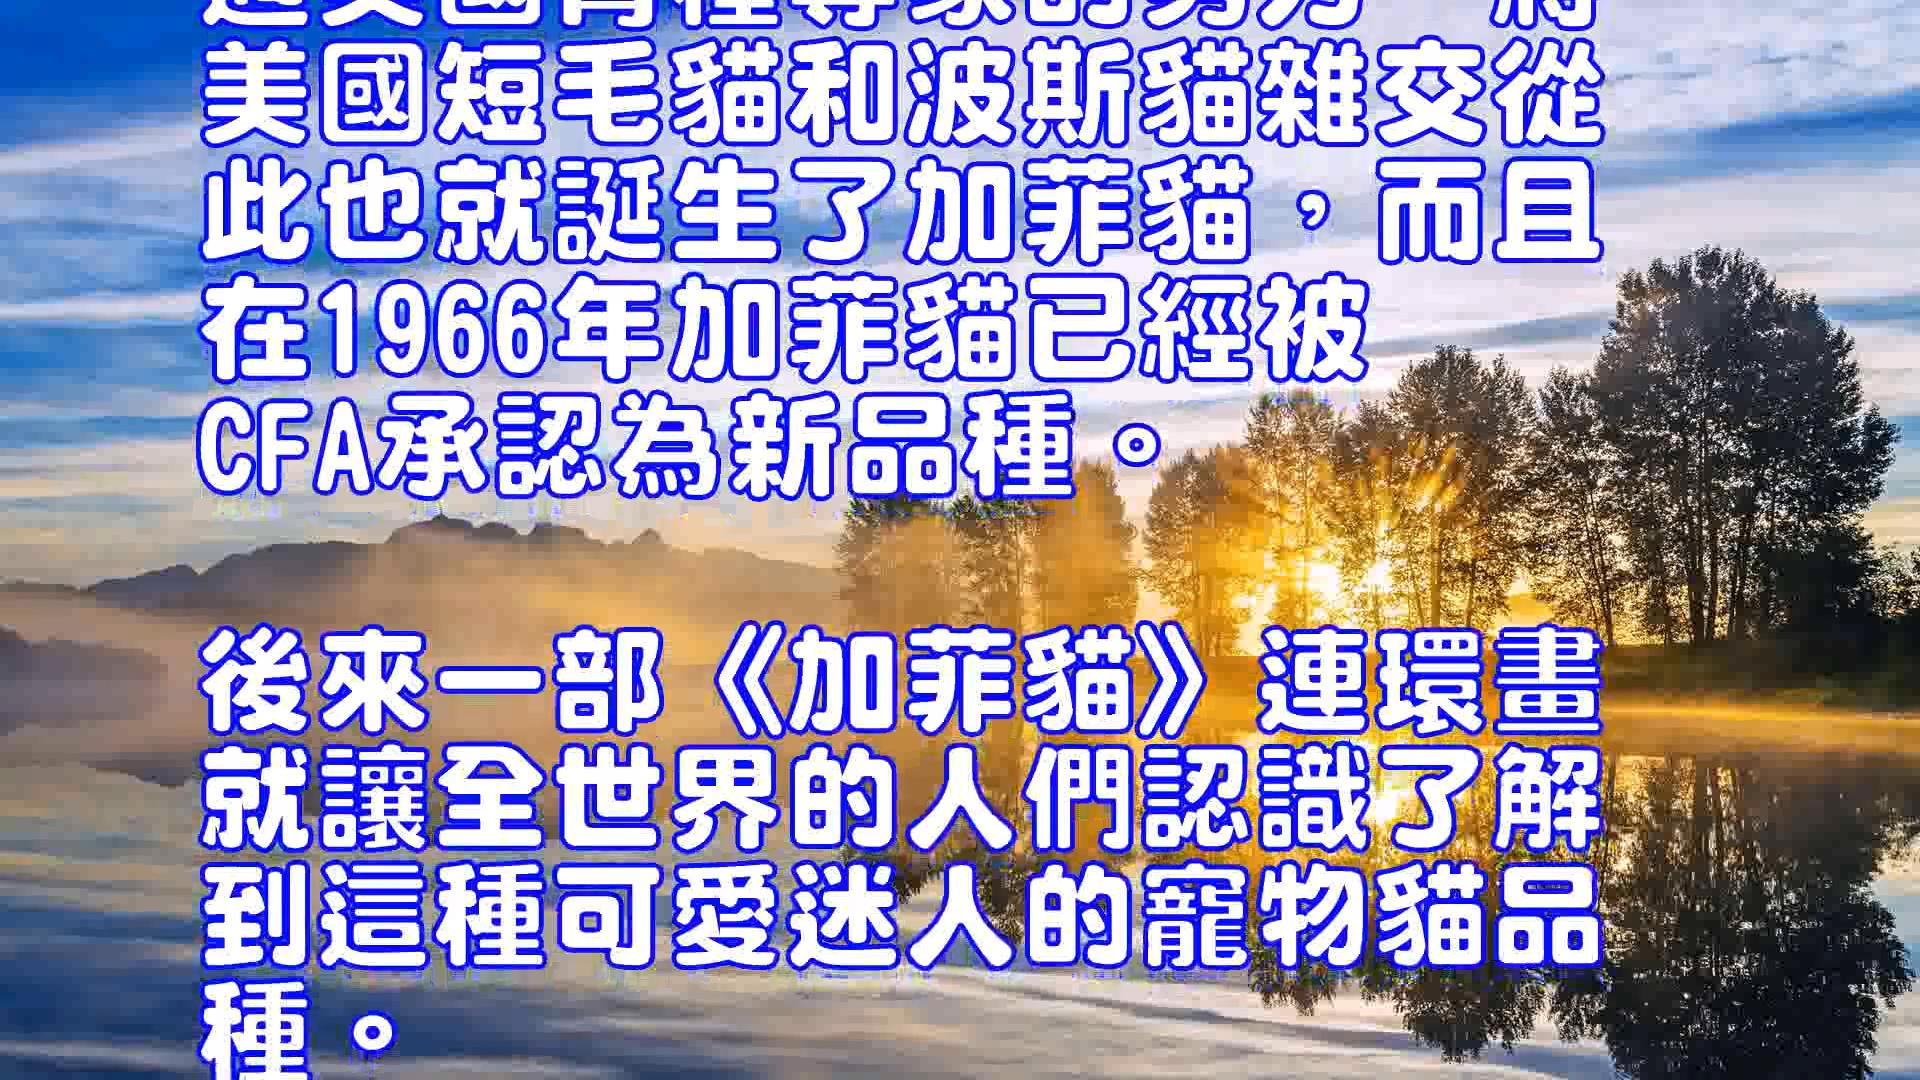 美國短毛貓和波斯貓雜交從
此也就誕生了加菲貓，而且
在1966年加菲貓已經被
CFA承認為新品種。
後來一部《加菲貓》連環畫
就讓全世界的人們認識了解
到這種可愛迷人的寵物貓品
種。